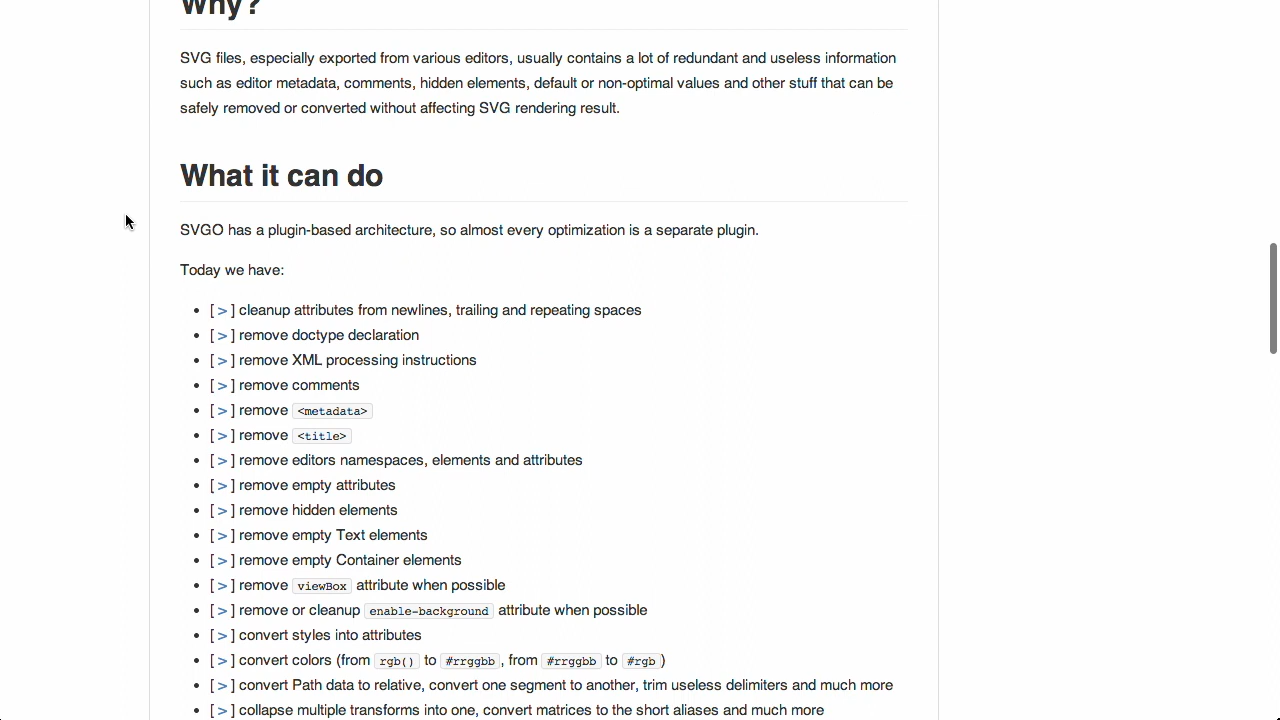 Why?
SVG files, especially exported from various editors, usually contains a lot of redundant and useless information
such as editor metadata, comments, hidden elements, default or non-optimal values and other stuff that can be
safely removed or converted without affecting SVG rendering result.
What it can do
SVGO has a plugin-based architecture, so almost every optimization is a separate plugin.
Today we have:
• [ > ] cleanup attributes from newlines, trailing and repeating spaces
• [ > ] remove doctype declaration
• [ > ] remove XML processing instructions
• [ > ] remove comments
• [ > ] remove <metadata>
• [ > ] remove <title>
• [ > ] remove editors namespaces, elements and attributes
• [ > ] remove empty attributes
• [ > ] remove hidden elements
• [ > ] remove empty Text elements
• [ > ] remove empty Container elements
• [ > ] remove viewBox attribute when possible
• [ > ] remove or cleanup enable-background attribute when possible
• [ > ] convert styles into attributes
• [ > ] convert colors (from rgb() to #rrggbb, from #rrggbb to #rgb)
• [ > ] convert Path data to relative, convert one segment to another, trim useless delimiters and much more
• [ > ] collapse multiple transforms into one, convert matrices to the short aliases and much more